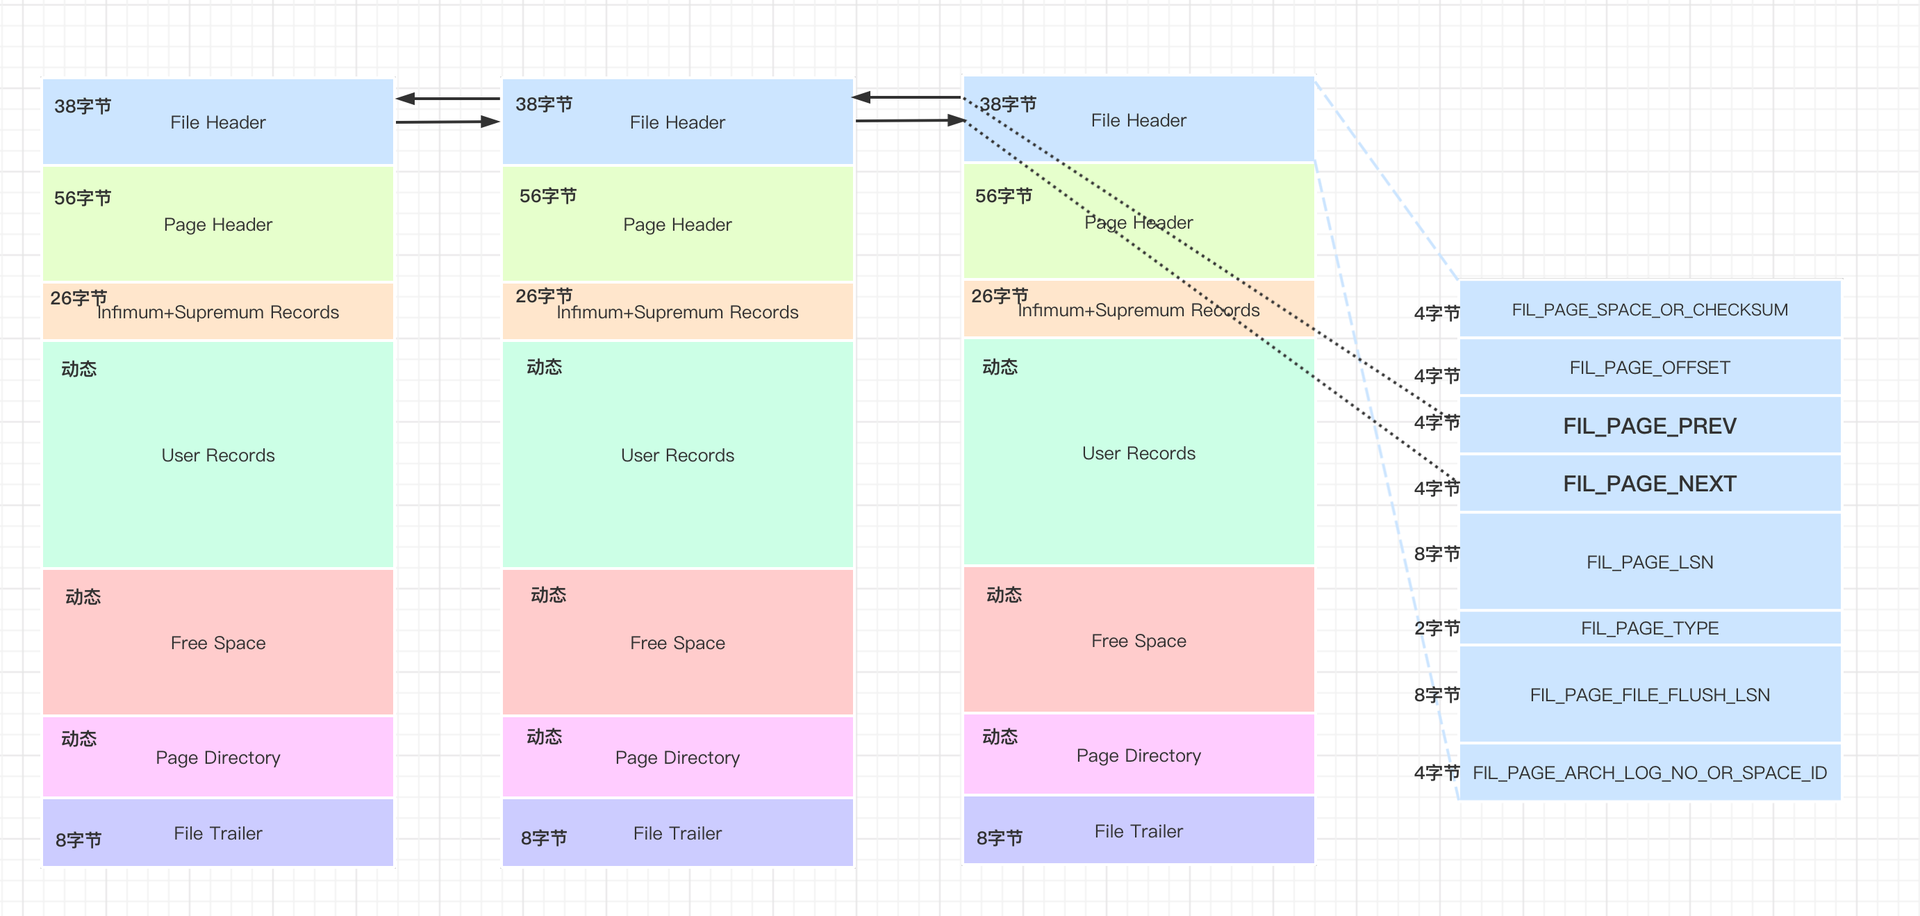 38字节
File Header
56字节
Page Header
26字节
Infimum+Supremum Records
动态
User Records
动态
Free Space
动态
Page Directory
8字节
File Trailer
38字节
File Header
56字节
Page Header
26字节
Infimum+Supremum Records
动态
User Records
动态
Free Space
动态
Page Directory
8字节
File Trailer
38字节
File Header
56字节
Page Header
26字节
Infimum+Supremum Records
动态
User Records
动态
Free Space
动态
Page Directory
8字节
File Trailer
4字节
FIL_PAGE_SPACE_OR_CHECKSUM
4字节
FIL_PAGE_OFFSET
4字节
FIL_PAGE_PREV
4字节
FIL_PAGE_NEXT
8字节
FIL_PAGE_LSN
2字节
FIL_PAGE_TYPE
8字节
FIL_PAGE_FILE_FLUSH_LSN
4字节
FIL_PAGE_ARCH_LOG_NO_OR_SPACE_ID